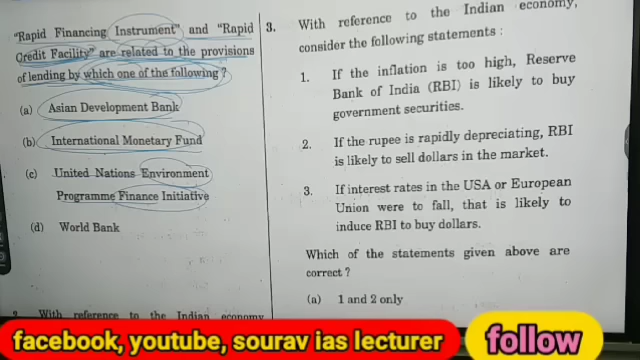 "Rapid Financing Instrument" and "Rapid
Credit Facility" are related to the provisions
of lending by which one of the following?
(a) Asian Development Bank
(b) International Monetary Fund
(c) United Nations Environment
Programme Finance Initiative
(d) World Bank
2. With reference to the Indian economy
3. With reference to the Indian economy,
consider the following statements :
1. If the inflation is too high, Reserve
Bank of India (RBI) is likely to buy
government securities.
2. If the rupee is rapidly depreciating, RBI
is likely to sell dollars in the market.
3. If interest rates in the USA or European
Union were to fall, that is likely to
induce RBI to buy dollars.
Which of the statements given above are
correct?
(a) 1 and 2 only
facebook, youtube, sourav ias lecturer
follow